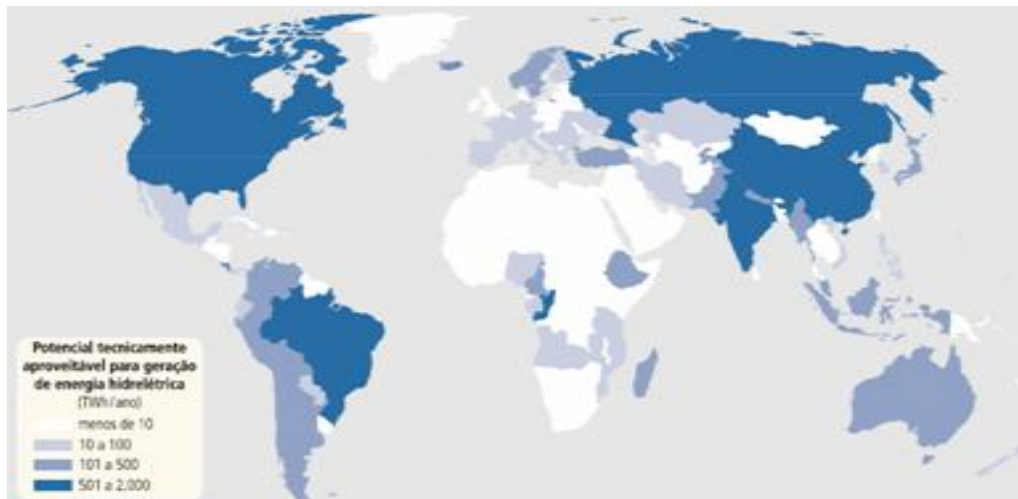 Potencial tecnicamente
aproveitável para geração
de energia hidrelétrica
(TWh/ano)
menos de 10
10 a 100
101 a 500
501 a 2.000